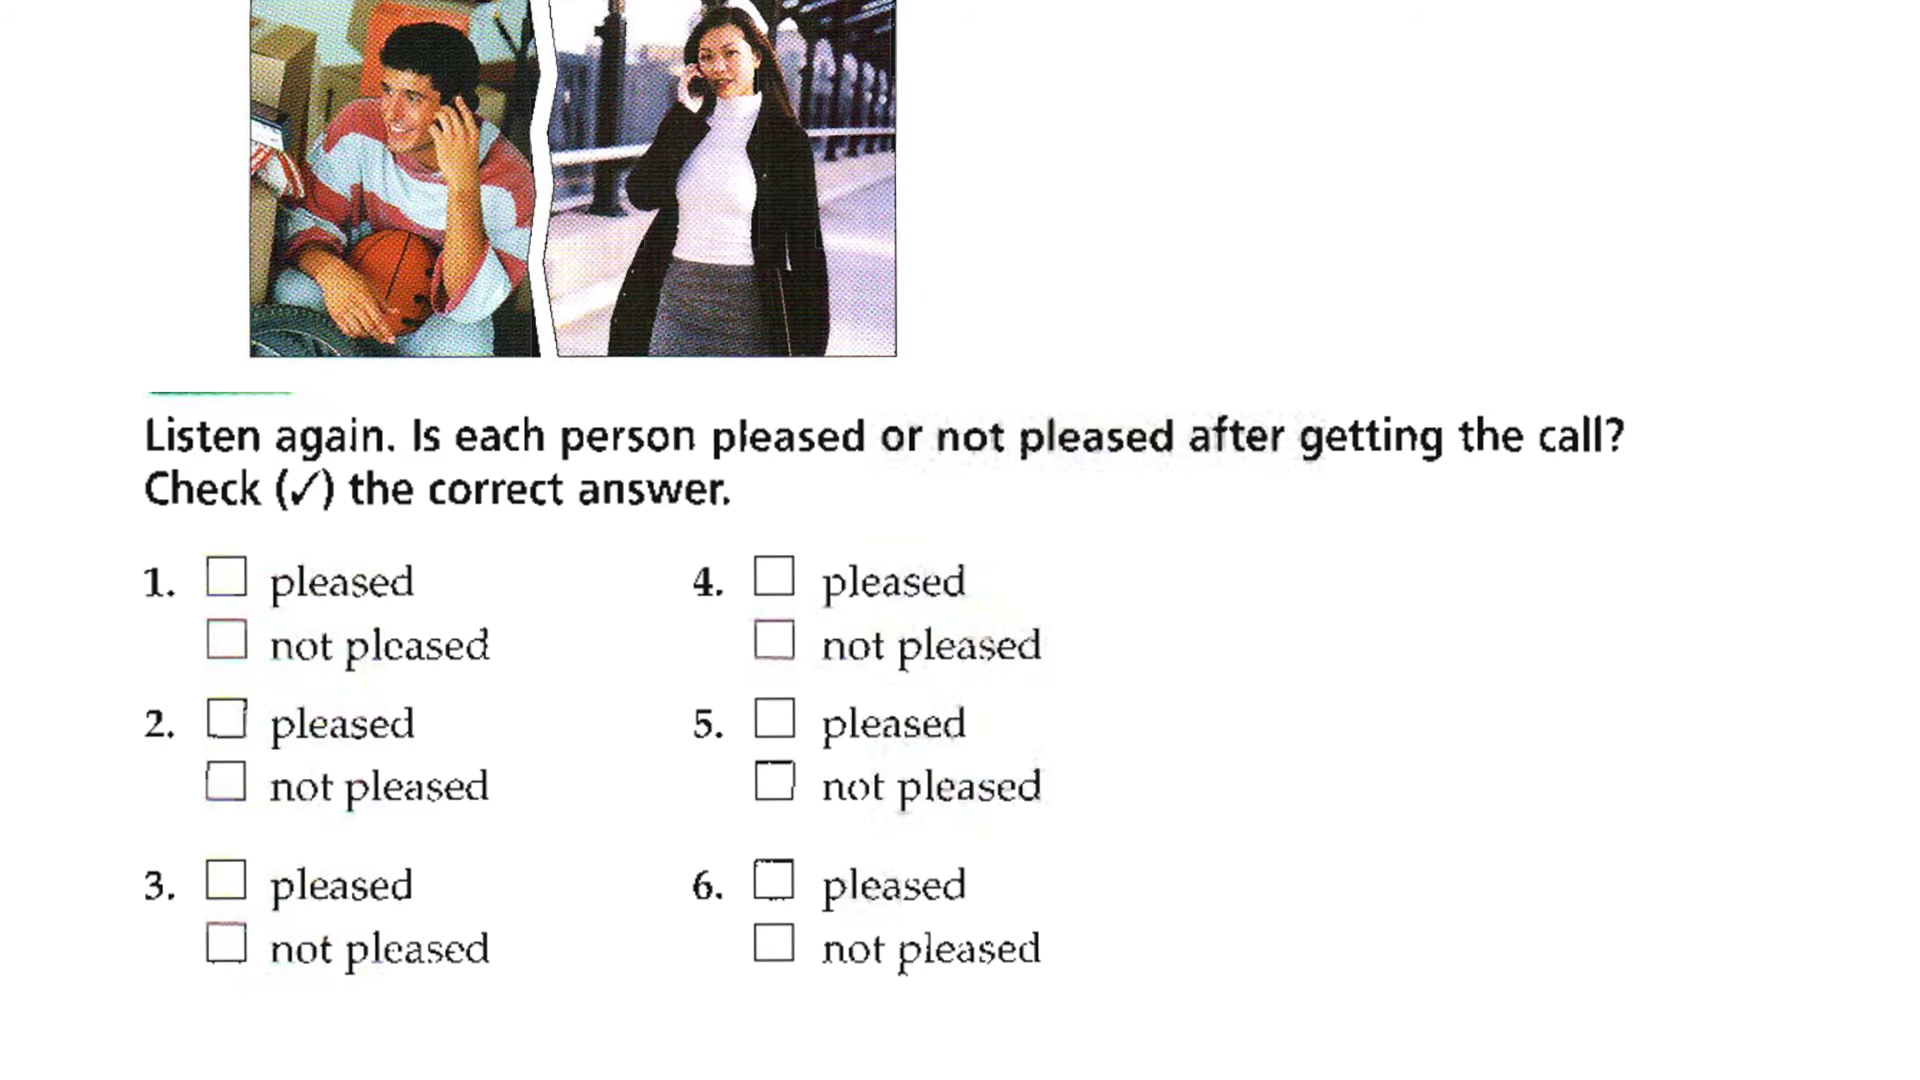 Listen again. Is each person pleased or not pleased after getting the call?
Check (✓) the correct answer.
1. □ pleased
□ not pleased
2. □ pleased
□ not pleased
3. □ pleased
□ not pleased
4. □ pleased
□ not pleased
5. □ pleased
□ not pleased
6. □ pleased
□ not pleased